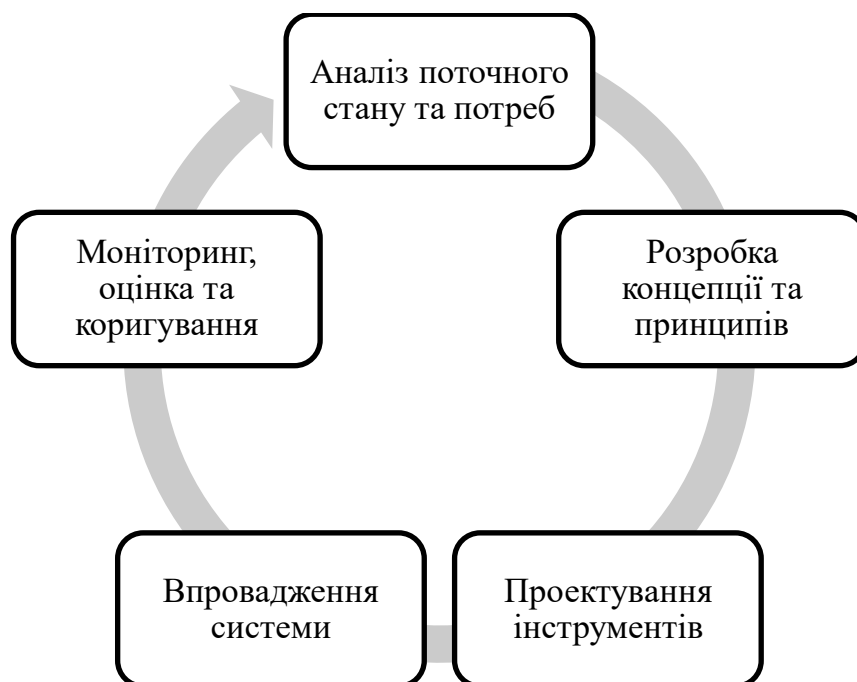 Аналіз поточного
стану та потреб
Розробка
концепції та
принципів
Проектування
інструментів
Впровадження
системи
Моніторинг,
оцінка та
коригування